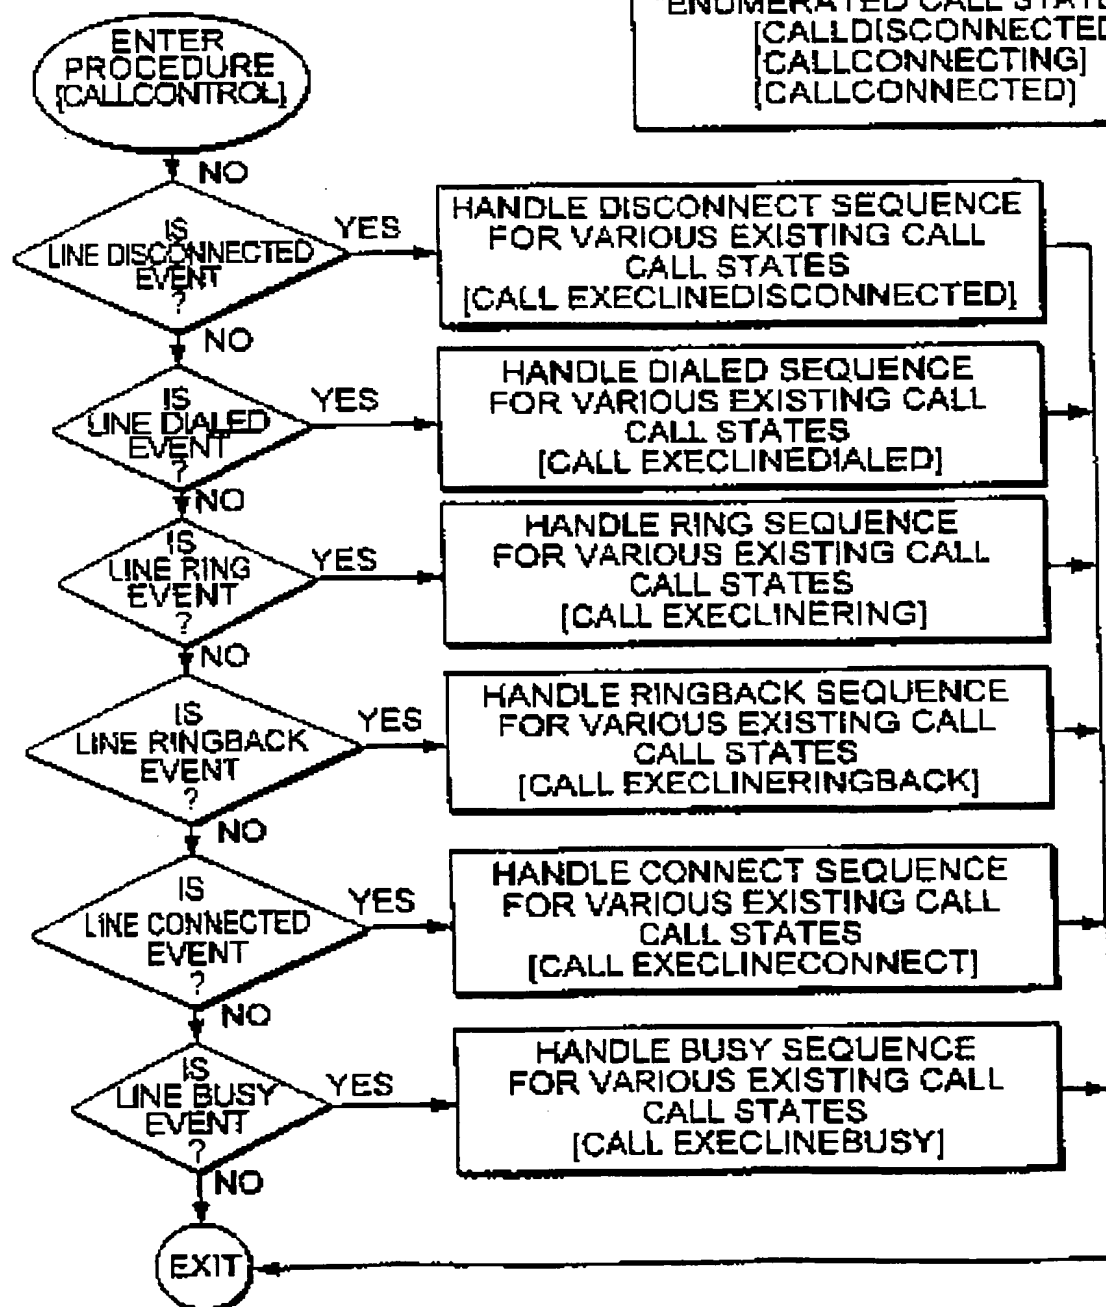 ENUMERATED CALL STATE
[CALLDISCONNECTED
[CALLCONNECTING]
[CALLCONNECTED)
ENTER
PROCEDURE
[CALLCONTROL]
NO
IS
LINE DISCONNECTED
EVENT
?
YES
HANDLE DISCONNECT SEQUENCE
FOR VARIOUS EXISTING CALL
CALL STATES
[CALL EXECLINEDISCONNECTED]
NO
IS
LINE DIALED
EVENT
?
YES
HANDLE DIALED SEQUENCE
FOR VARIOUS EXISTING CALL
CALL STATES
[CALL EXECLINEDIALED]
NO
IS
LINE RING
EVENT
?
YES
HANDLE RING SEQUENCE
FOR VARIOUS EXISTING CALL
CALL STATES
[CALL EXECLINERING]
NO
IS
LINE RINGBACK
EVENT
?
YES
HANDLE RINGBACK SEQUENCE
FOR VARIOUS EXISTING CALL
CALL STATES
[CALL EXECLINERINGBACK]
NO
IS
LINE CONNECTED
EVENT
?
YES
HANDLE CONNECT SEQUENCE
FOR VARIOUS EXISTING CALL
CALL STATES
[CALL EXECLINECONNECT]
NO
IS
LINE BUSY
EVENT
?
YES
HANDLE BUSY SEQUENCE
FOR VARIOUS EXISTING CALL
CALL STATES
[CALL EXECLINEBUSY]
NO
EXIT